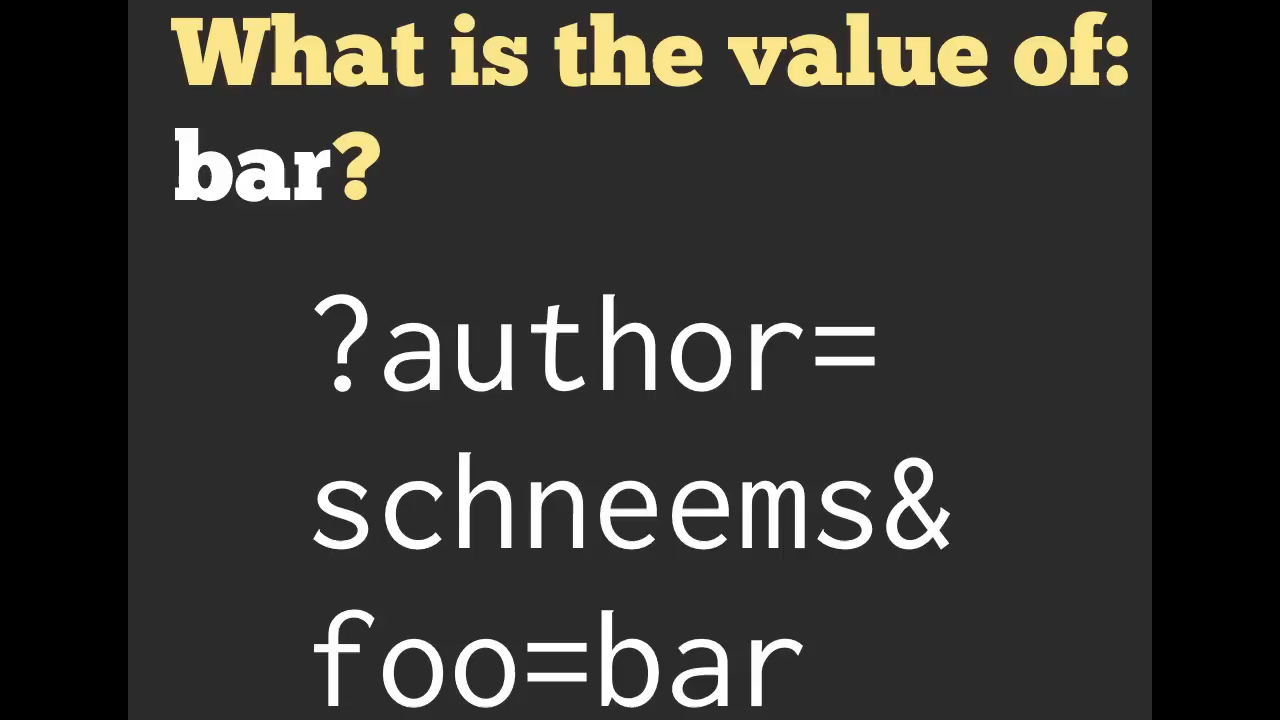 What is the value of:
bar?
?author=
schneems&
foo=bar